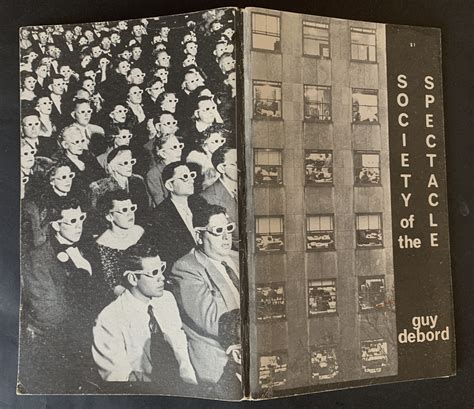 $1
SOCIETY
of
the
SPECTACLE
guy
debord